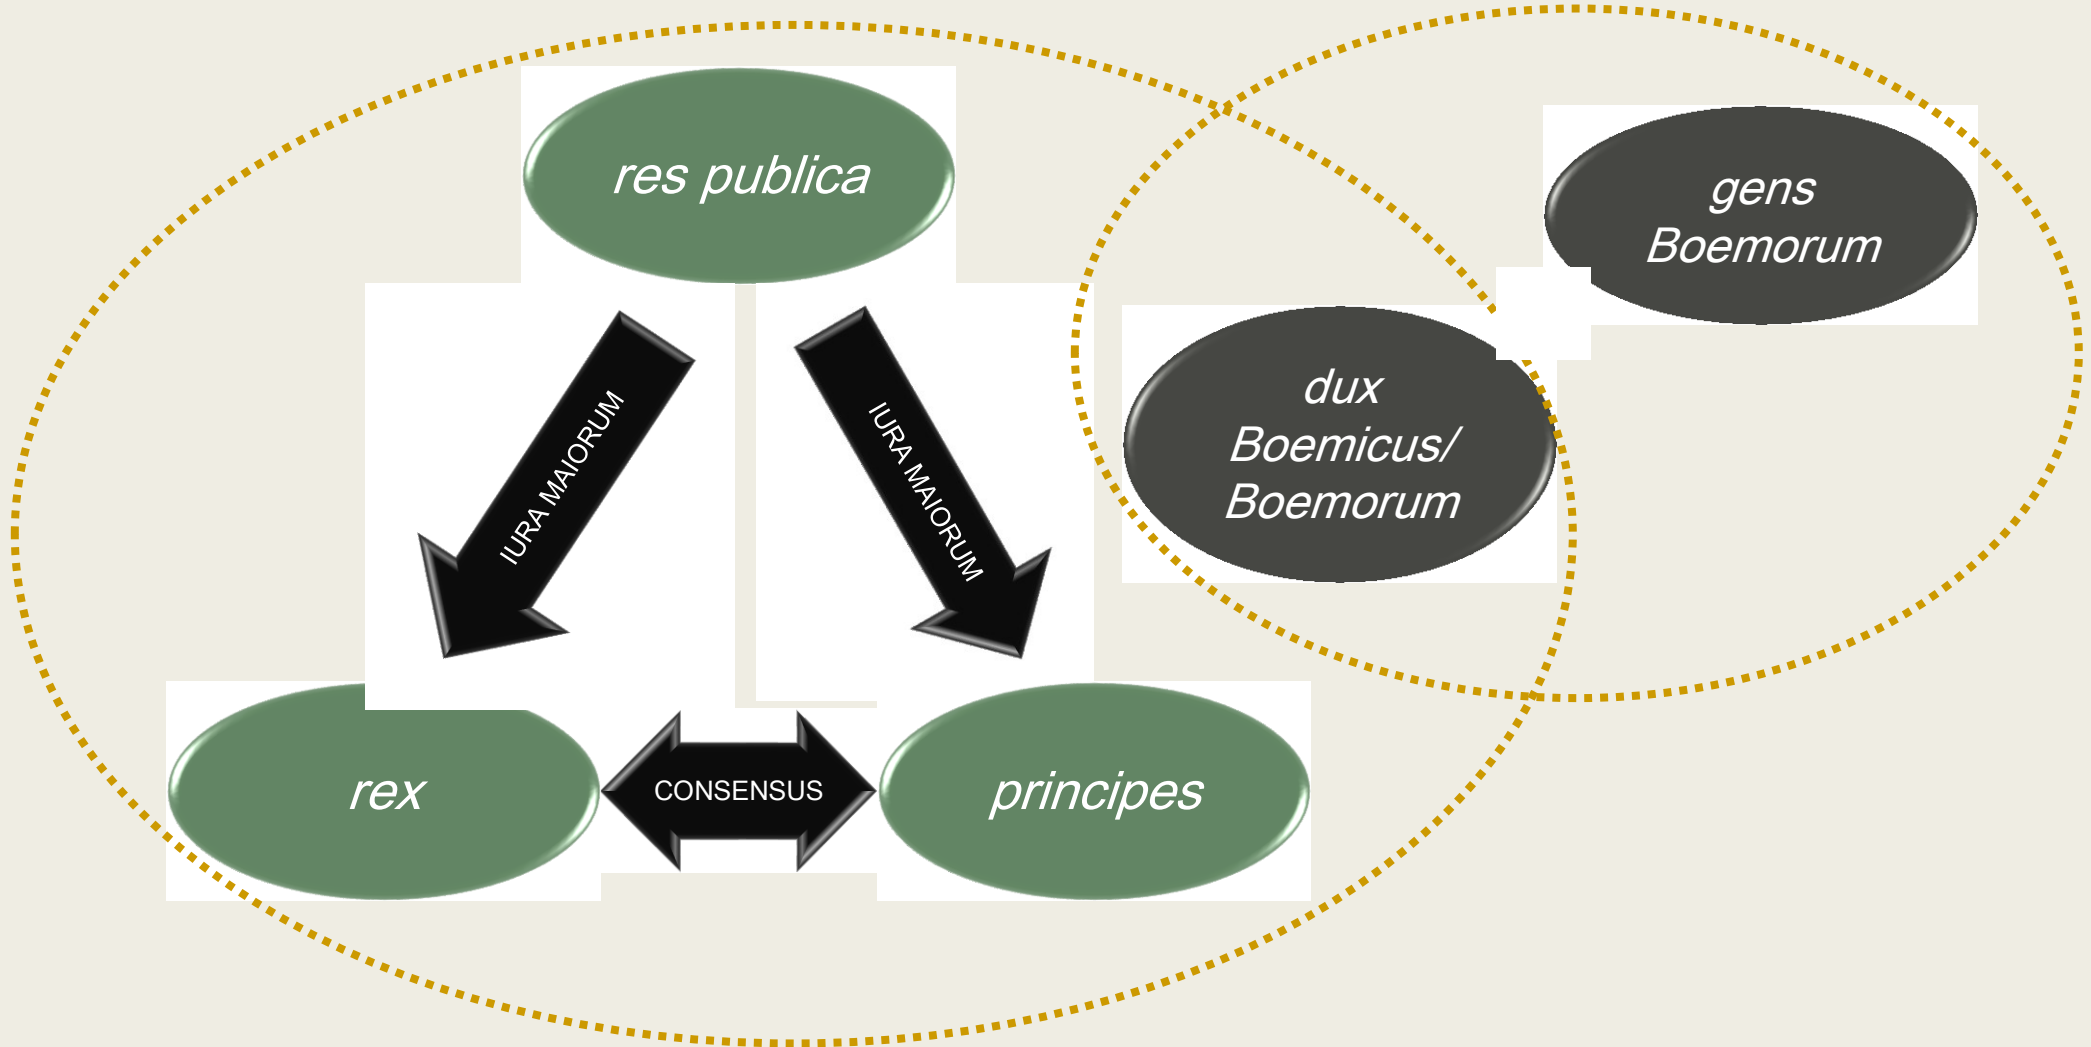 res publica
gens
Boemorum
dux
Boemicus/
Boemorum
IURA MAIORUM
IURA MAIORUM
rex
CONSENSUS
principes